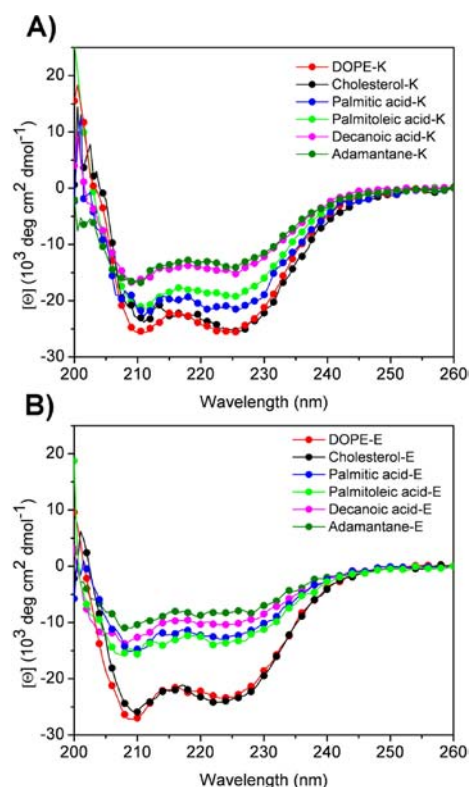 A)
DOPE-K
Cholesterol-K
Palmitic acid-K
Palmitoleic acid-K
Decanoic acid-K
Adamantane-K
[Θ] (10³ deg cm² dmol⁻¹)
20
10
0
-10
-20
-30
200 210 220 230 240 250 260
Wavelength (nm)
B)
DOPE-E
Cholesterol-E
Palmitic acid-E
Palmitoleic acid-E
Decanoic acid-E
Adamantane-E
[Θ] (10³ deg cm² dmol⁻¹)
20
10
0
-10
-20
-30
200 210 220 230 240 250 260
Wavelength (nm)